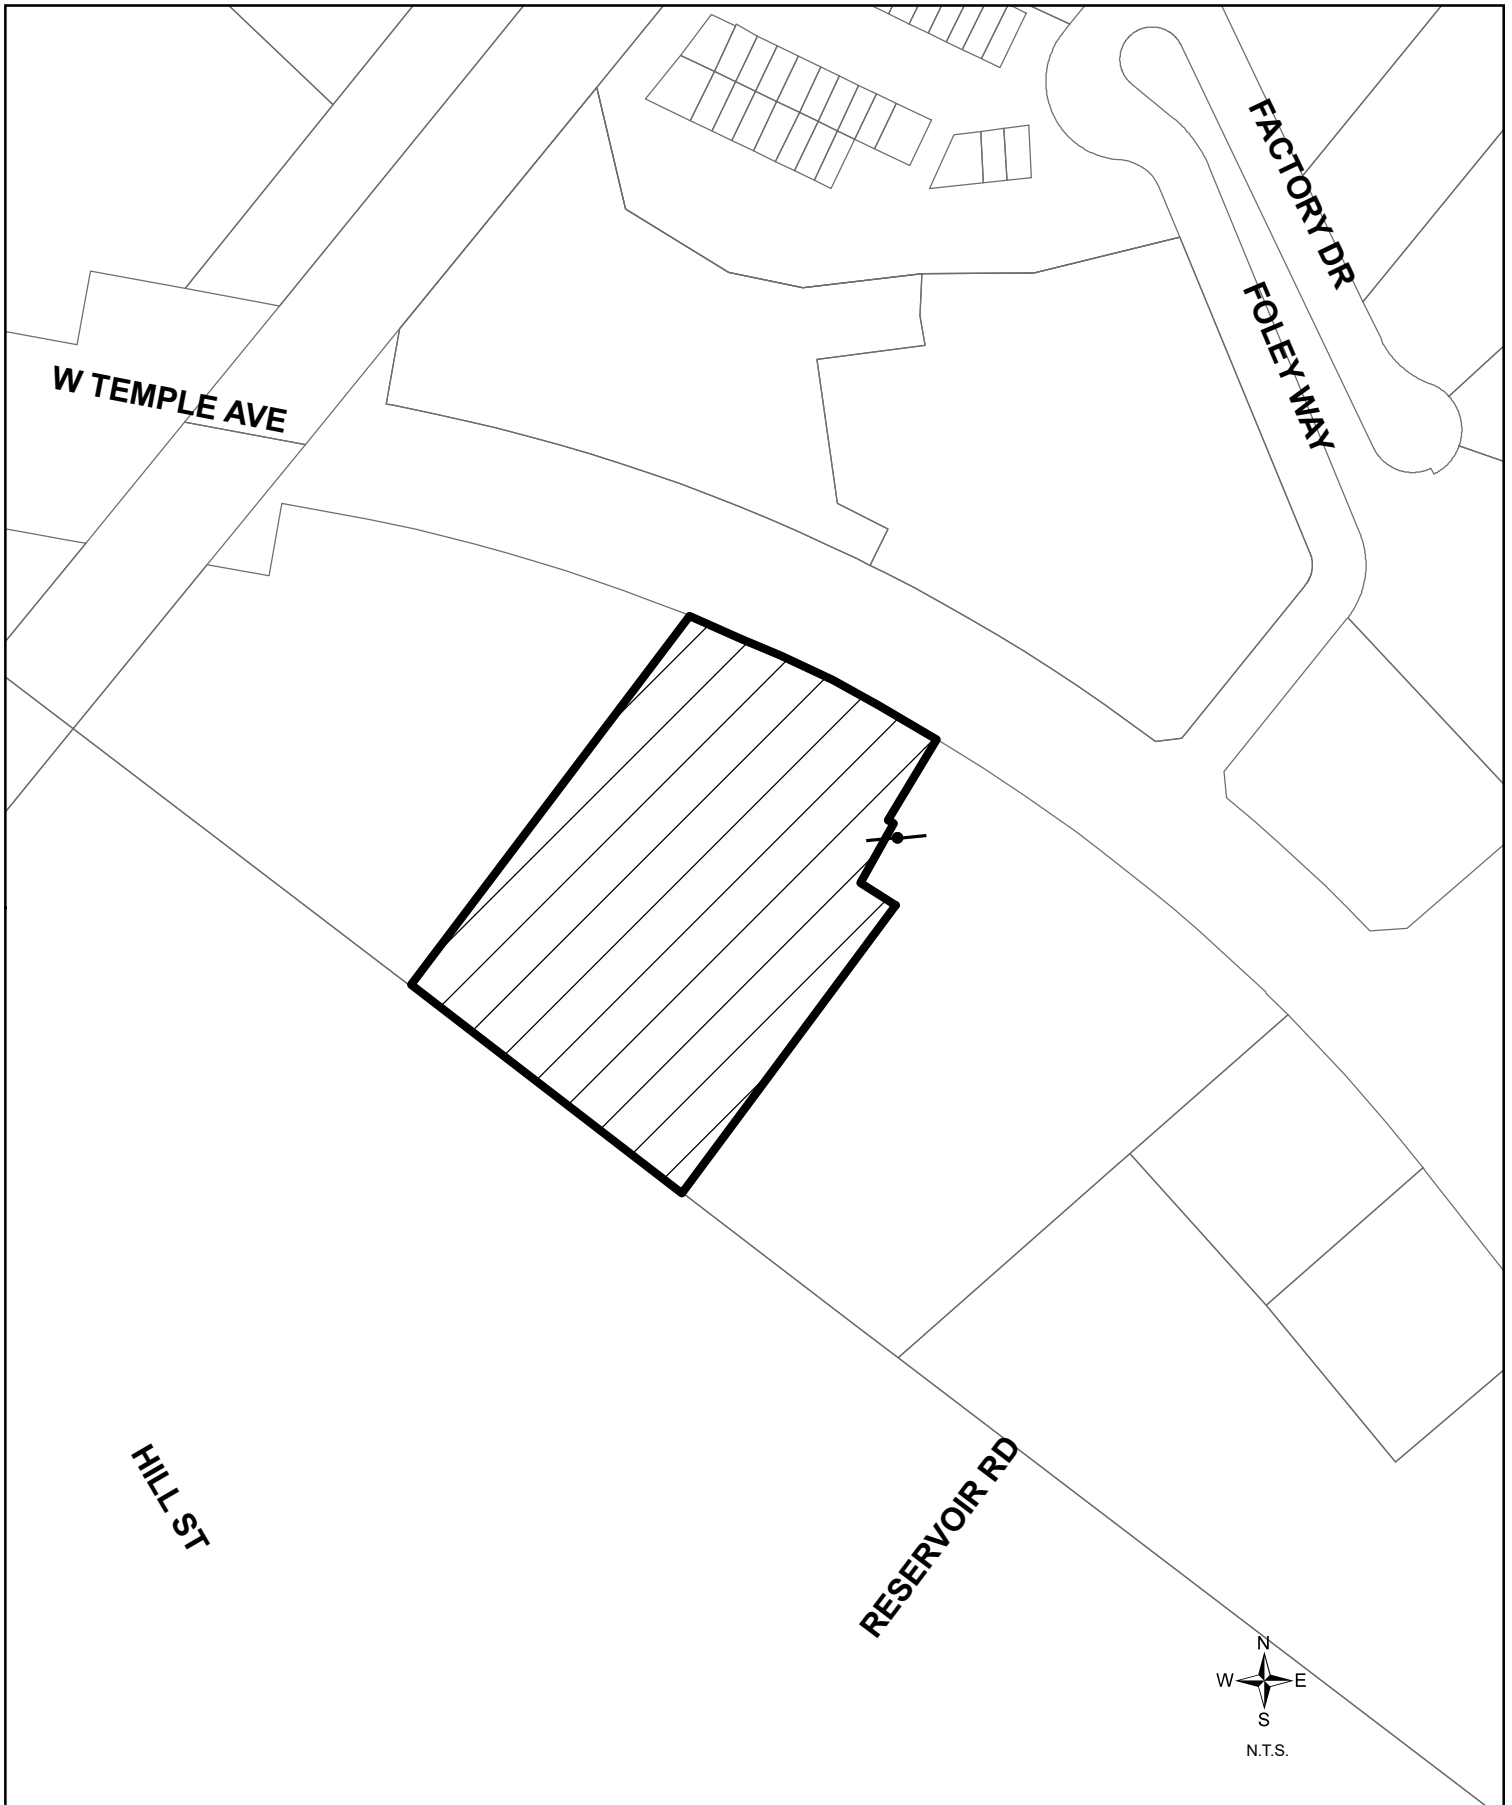 FACTORY DR
FOLEY WAY
W TEMPLE AVE
HILL ST
RESERVOIR RD
N
W E
S
N.T.S.